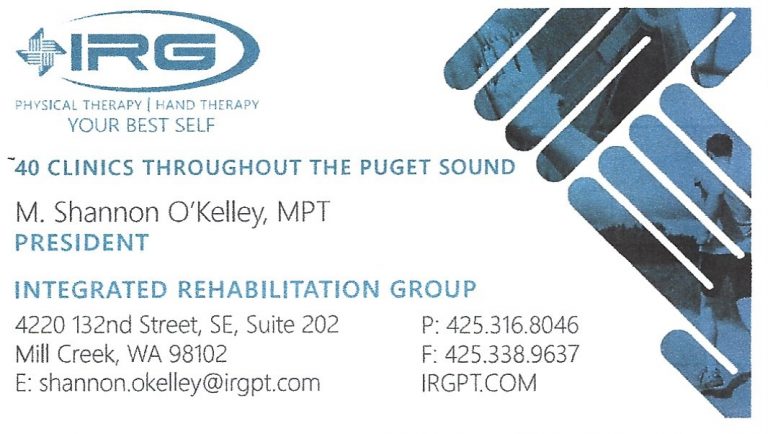 IRG
PHYSICAL THERAPY | HAND THERAPY
YOUR BEST SELF
~40 CLINICS THROUGHOUT THE PUGET SOUND
M. Shannon O'Kelley, MPT
PRESIDENT
INTEGRATED REHABILITATION GROUP
4220 132nd Street, SE, Suite 202
Mill Creek, WA 98102
E: shannon.okelley@irgpt.com
P: 425.316.8046
F: 425.338.9637
IRGPT.COM